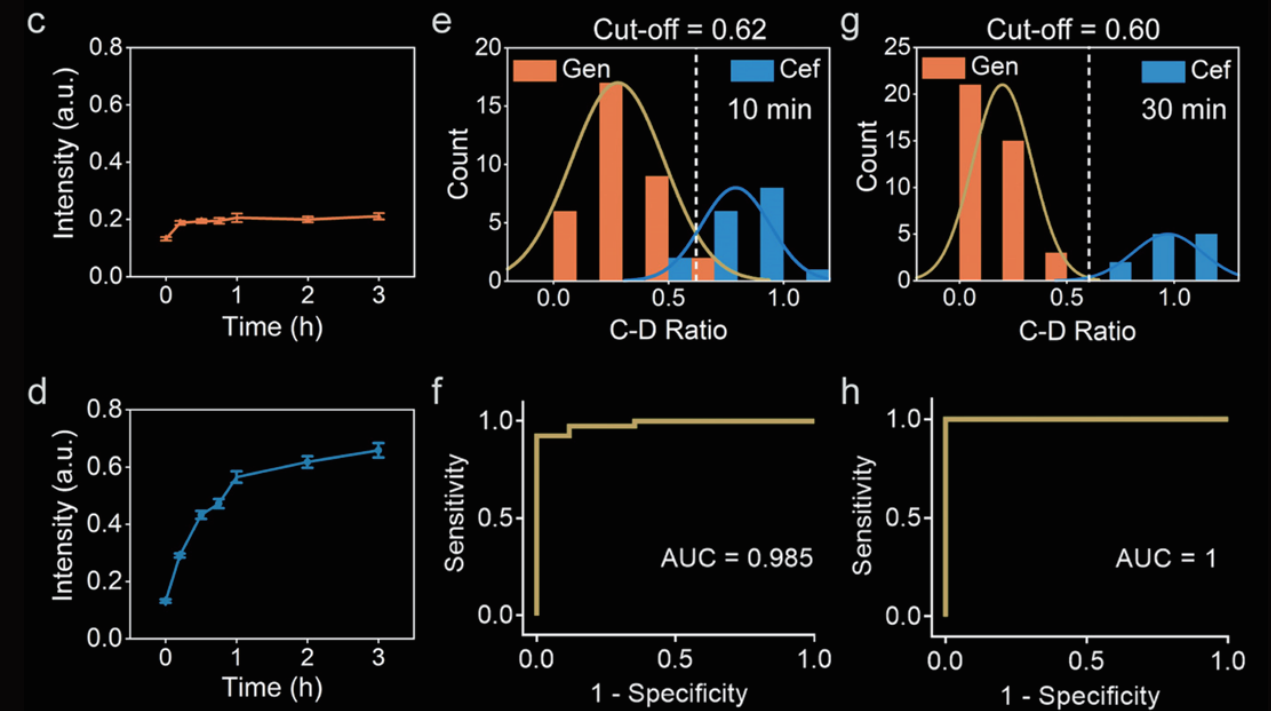 c
0.8
0.6
0.4
0.2
0.0
Intensity (a.u.)
0 1 2 3
Time (h)
e
Cut-off = 0.62
20
15
10
5
0
Count
Gen
Cef
10 min
0.0 0.5 1.0
C-D Ratio
g
Cut-off = 0.60
25
20
15
10
5
0
Count
Gen
Cef
30 min
0.0 0.5 1.0
C-D Ratio
d
0.8
0.6
0.4
0.2
0.0
Intensity (a.u.)
0 1 2 3
Time (h)
f
1.0
0.5
0.0
Sensitivity
AUC = 0.985
0.0 0.5 1.0
1 - Specificity
h
1.0
0.5
0.0
Sensitivity
AUC = 1
0.0 0.5 1.0
1 - Specificity